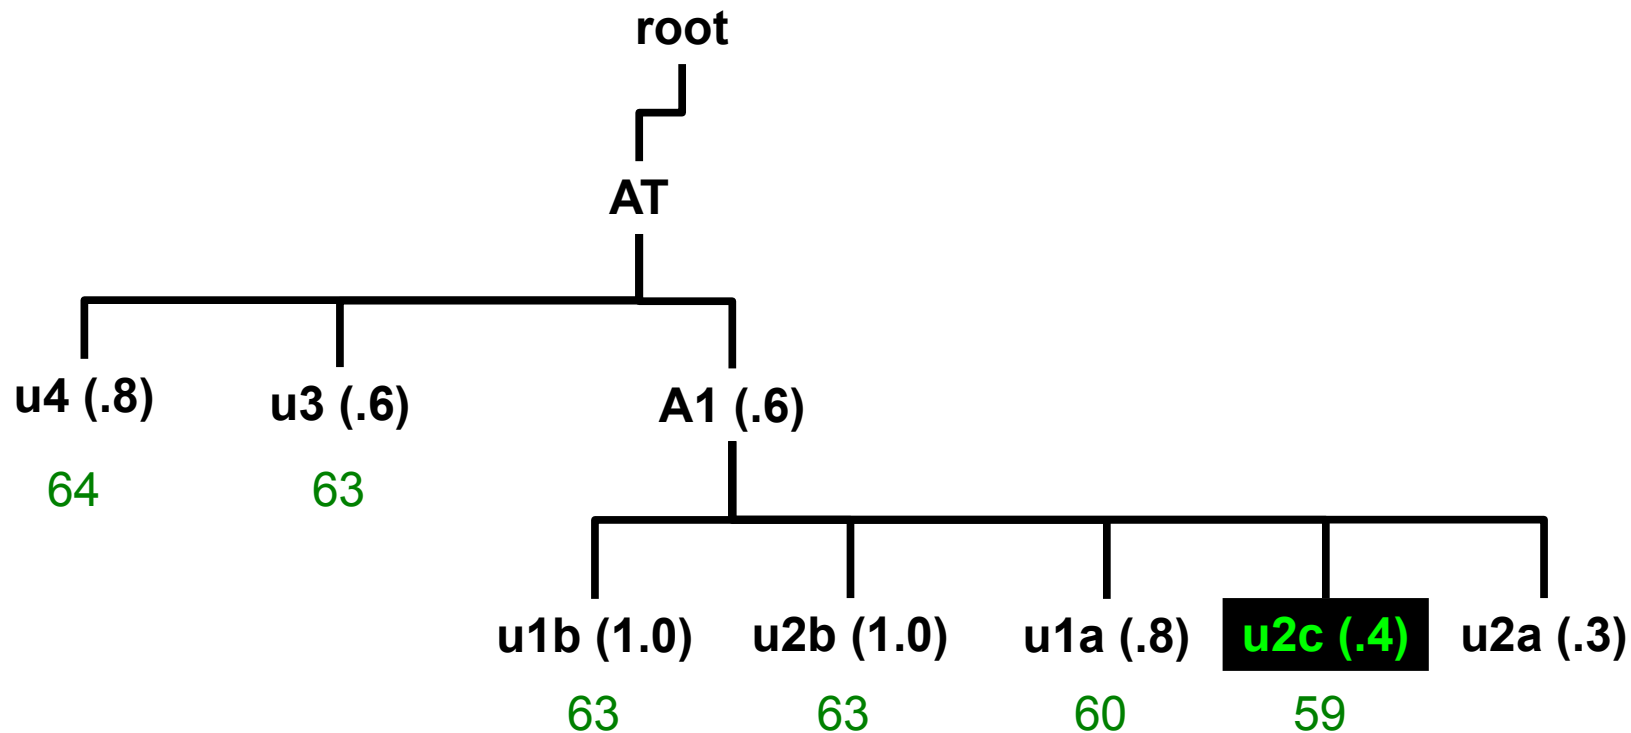 root
AT
u4 (.8)
u3 (.6)
A1 (.6)
64
63
u1b (1.0)
u2b (1.0)
u1a (.8)
u2c (.4)
u2a (.3)
63
63
60
59